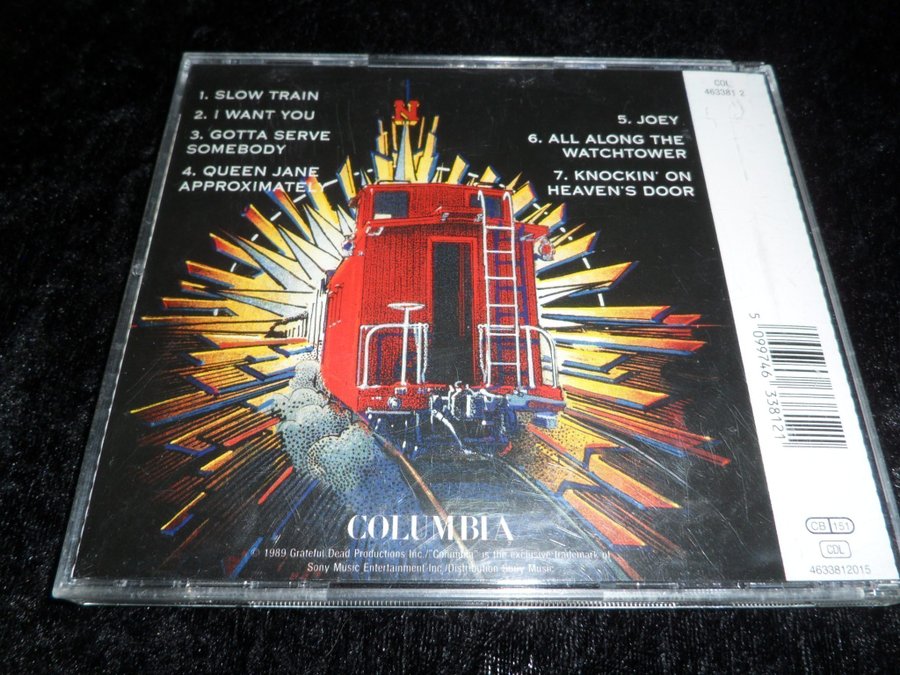 1. SLOW TRAIN
2. I WANT YOU
3. GOTTA SERVE
SOMEBODY
4. QUEEN JANE
APPROXIMATELY
N
5. JOEY
6. ALL ALONG THE
WATCHTOWER
7. KNOCKIN' ON
HEAVEN'S DOOR
COL
463381 2
5 099746 338121
COLUMBIA
© 1989 Grateful Dead Productions Inc./"Columbia" is the exclusive trademark of
Sony Music Entertainment Inc./Distribution Sony Music
CB 151
CDL
4633812015